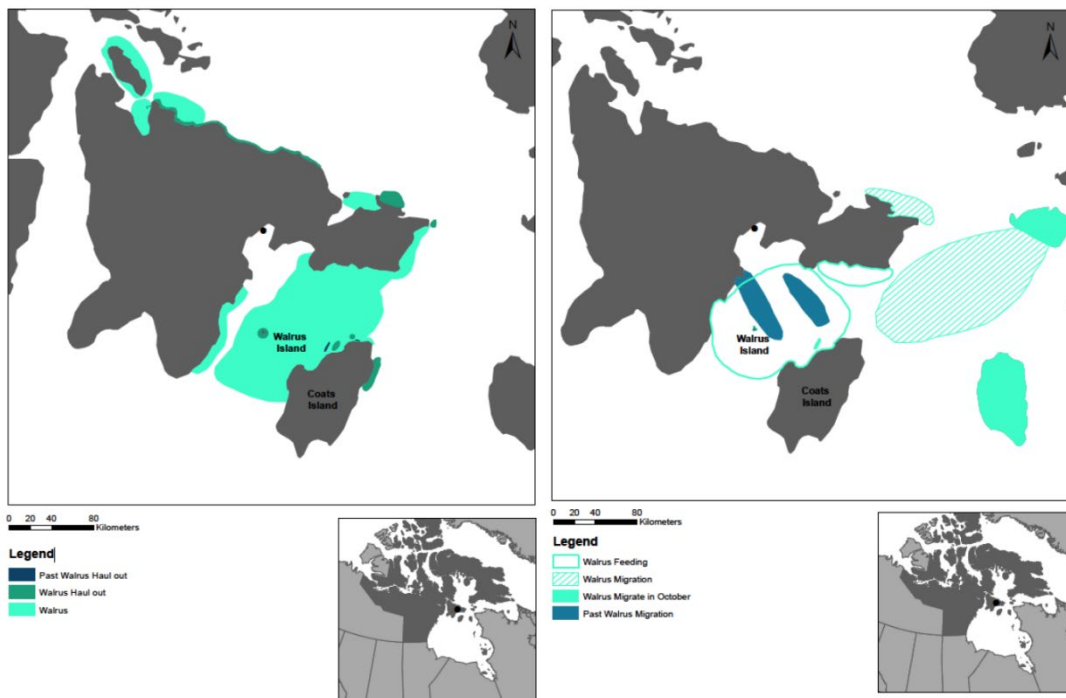 N
Walrus
Island
Coats
Island
0 20 40 80
Kilometers
Legend
Past Walrus Haul out
Walrus Haul out
Walrus
N
Walrus
Island
Coats
Island
0 20 40 80
Kilometers
Legend
Walrus Feeding
Walrus Migration
Walrus Migrate in October
Past Walrus Migration